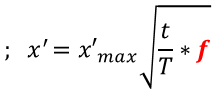 ; x′ = x′max √(t/T * f)